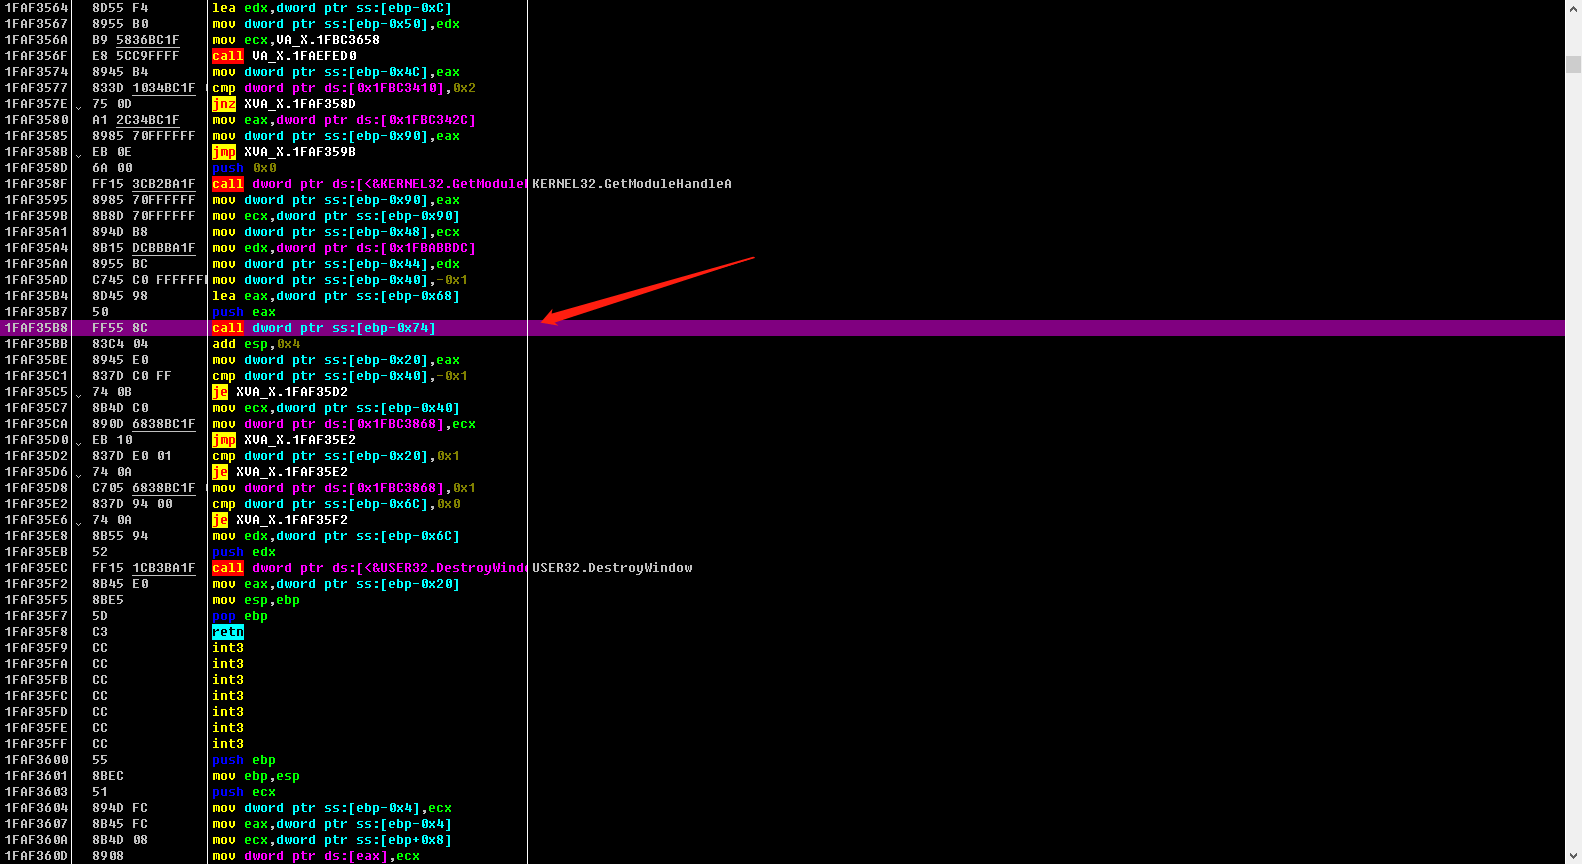 1FAF3564 8D55 F4 lea edx,dword ptr ss:[ebp-0xC]
1FAF3567 8955 B0 mov dword ptr ss:[ebp-0x50],edx
1FAF356A B9 5836BC1F mov ecx,VA_X.1FBC3658
1FAF356F E8 5CC9FFFF call VA_X.1FAEFED0
1FAF3574 8945 B4 mov dword ptr ss:[ebp-0x4C],eax
1FAF3577 833D 1034BC1F cmp dword ptr ds:[0x1FBC3410],0x2
1FAF357E 75 0D jnz XVA_X.1FAF358D
1FAF3580 A1 2C34BC1F mov eax,dword ptr ds:[0x1FBC342C]
1FAF3585 8985 70FFFFFF mov dword ptr ss:[ebp-0x90],eax
1FAF358B EB 0E jmp XVA_X.1FAF359B
1FAF358D 6A 00 push 0x0
1FAF358F FF15 3CB2BA1F call dword ptr ds:[<&KERNEL32.GetModule KERNEL32.GetModuleHandleA
1FAF3595 8985 70FFFFFF mov dword ptr ss:[ebp-0x90],eax
1FAF359B 8B8D 70FFFFFF mov ecx,dword ptr ss:[ebp-0x90]
1FAF35A1 894D B8 mov dword ptr ss:[ebp-0x48],ecx
1FAF35A4 8B15 DCBBBA1F mov edx,dword ptr ds:[0x1FBABBDC]
1FAF35AA 8955 BC mov dword ptr ss:[ebp-0x44],edx
1FAF35AD C745 C0 FFFFFF mov dword ptr ss:[ebp-0x40],-0x1
1FAF35B4 8D45 98 lea eax,dword ptr ss:[ebp-0x68]
1FAF35B7 50 push eax
1FAF35B8 FF55 8C call dword ptr ss:[ebp-0x74]
1FAF35BB 83C4 04 add esp,0x4
1FAF35BE 8945 E0 mov dword ptr ss:[ebp-0x20],eax
1FAF35C1 837D C0 FF cmp dword ptr ss:[ebp-0x40],-0x1
1FAF35C5 74 0B je XVA_X.1FAF35D2
1FAF35C7 8B4D C0 mov ecx,dword ptr ss:[ebp-0x40]
1FAF35CA 890D 6838BC1F mov dword ptr ds:[0x1FBC3868],ecx
1FAF35D0 EB 10 jmp XVA_X.1FAF35E2
1FAF35D2 837D E0 01 cmp dword ptr ss:[ebp-0x20],0x1
1FAF35D6 74 0A je XVA_X.1FAF35E2
1FAF35D8 C705 6838BC1F mov dword ptr ds:[0x1FBC3868],0x1
1FAF35E2 837D 94 00 cmp dword ptr ss:[ebp-0x6C],0x0
1FAF35E6 74 0A je XVA_X.1FAF35F2
1FAF35E8 8B55 94 mov edx,dword ptr ss:[ebp-0x6C]
1FAF35EB 52 push edx
1FAF35EC FF15 1CB3BA1F call dword ptr ds:[<&USER32.DestroyWind USER32.DestroyWindow
1FAF35F2 8B45 E0 mov eax,dword ptr ss:[ebp-0x20]
1FAF35F5 8BE5 mov esp,ebp
1FAF35F7 5D pop ebp
1FAF35F8 C3 retn
1FAF35F9 CC int3
1FAF35FA CC int3
1FAF35FB CC int3
1FAF35FC CC int3
1FAF35FD CC int3
1FAF35FE CC int3
1FAF35FF CC int3
1FAF3600 55 push ebp
1FAF3601 8BEC mov ebp,esp
1FAF3603 51 push ecx
1FAF3604 894D FC mov dword ptr ss:[ebp-0x4],ecx
1FAF3607 8B45 FC mov eax,dword ptr ss:[ebp-0x4]
1FAF360A 8B4D 08 mov ecx,dword ptr ss:[ebp+0x8]
1FAF360D 8908 mov dword ptr ds:[eax],ecx